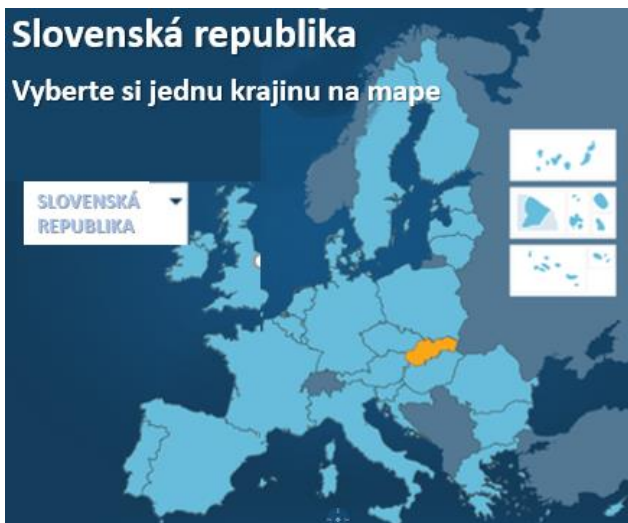 Slovenská republika
Vyberte si jednu krajinu na mape
SLOVENSKÁ
REPUBLIKA